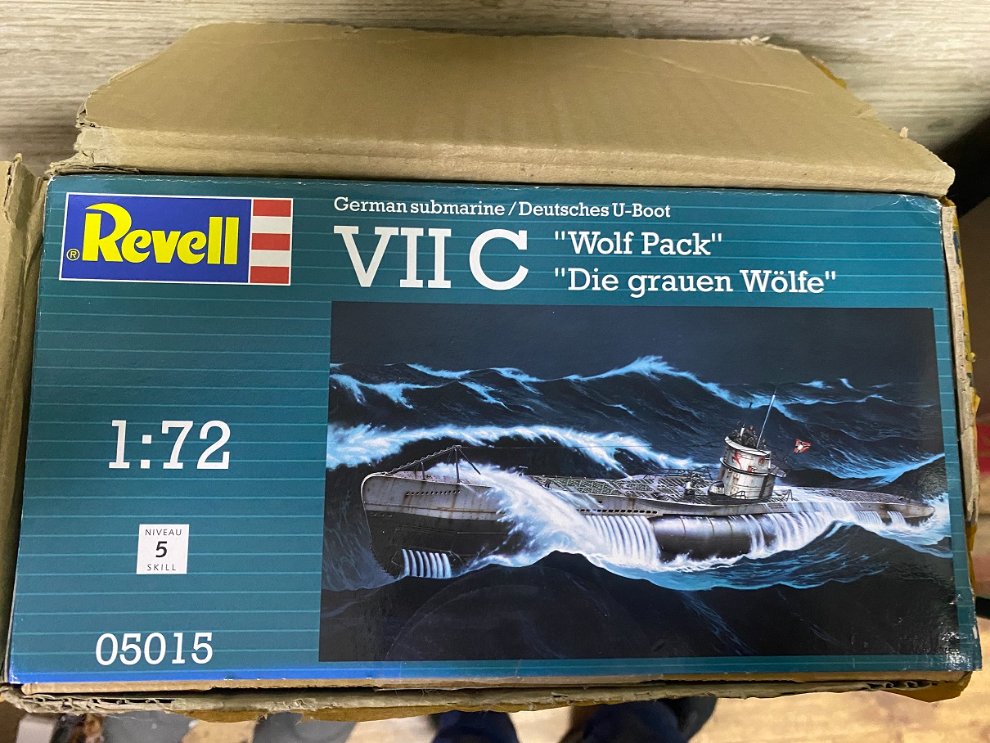 ® Revell
German submarine/Deutsches U-Boot
VII C
"Wolf Pack"
"Die grauen Wölfe"
1:72
NIVEAU
5
SKILL
05015